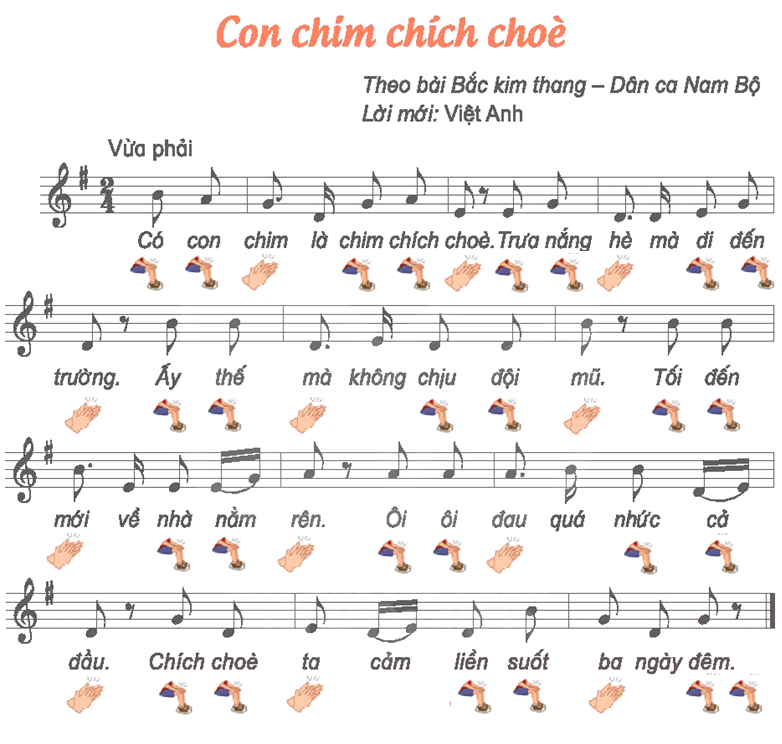 Con chim chích choè
Theo bài Bắc kim thang – Dân ca Nam Bộ
Lời mới: Việt Anh
Vừa phải
2
4
Có con chim là chim chích choè. Trưa nắng hè mà đi đến
trường. Ấy thế mà không chịu đội mũ. Tối đến
mới về nhà nằm rên. Ôi ôi đau quá nhức cả
đầu. Chích choè ta cảm liền suốt ba ngày đêm.